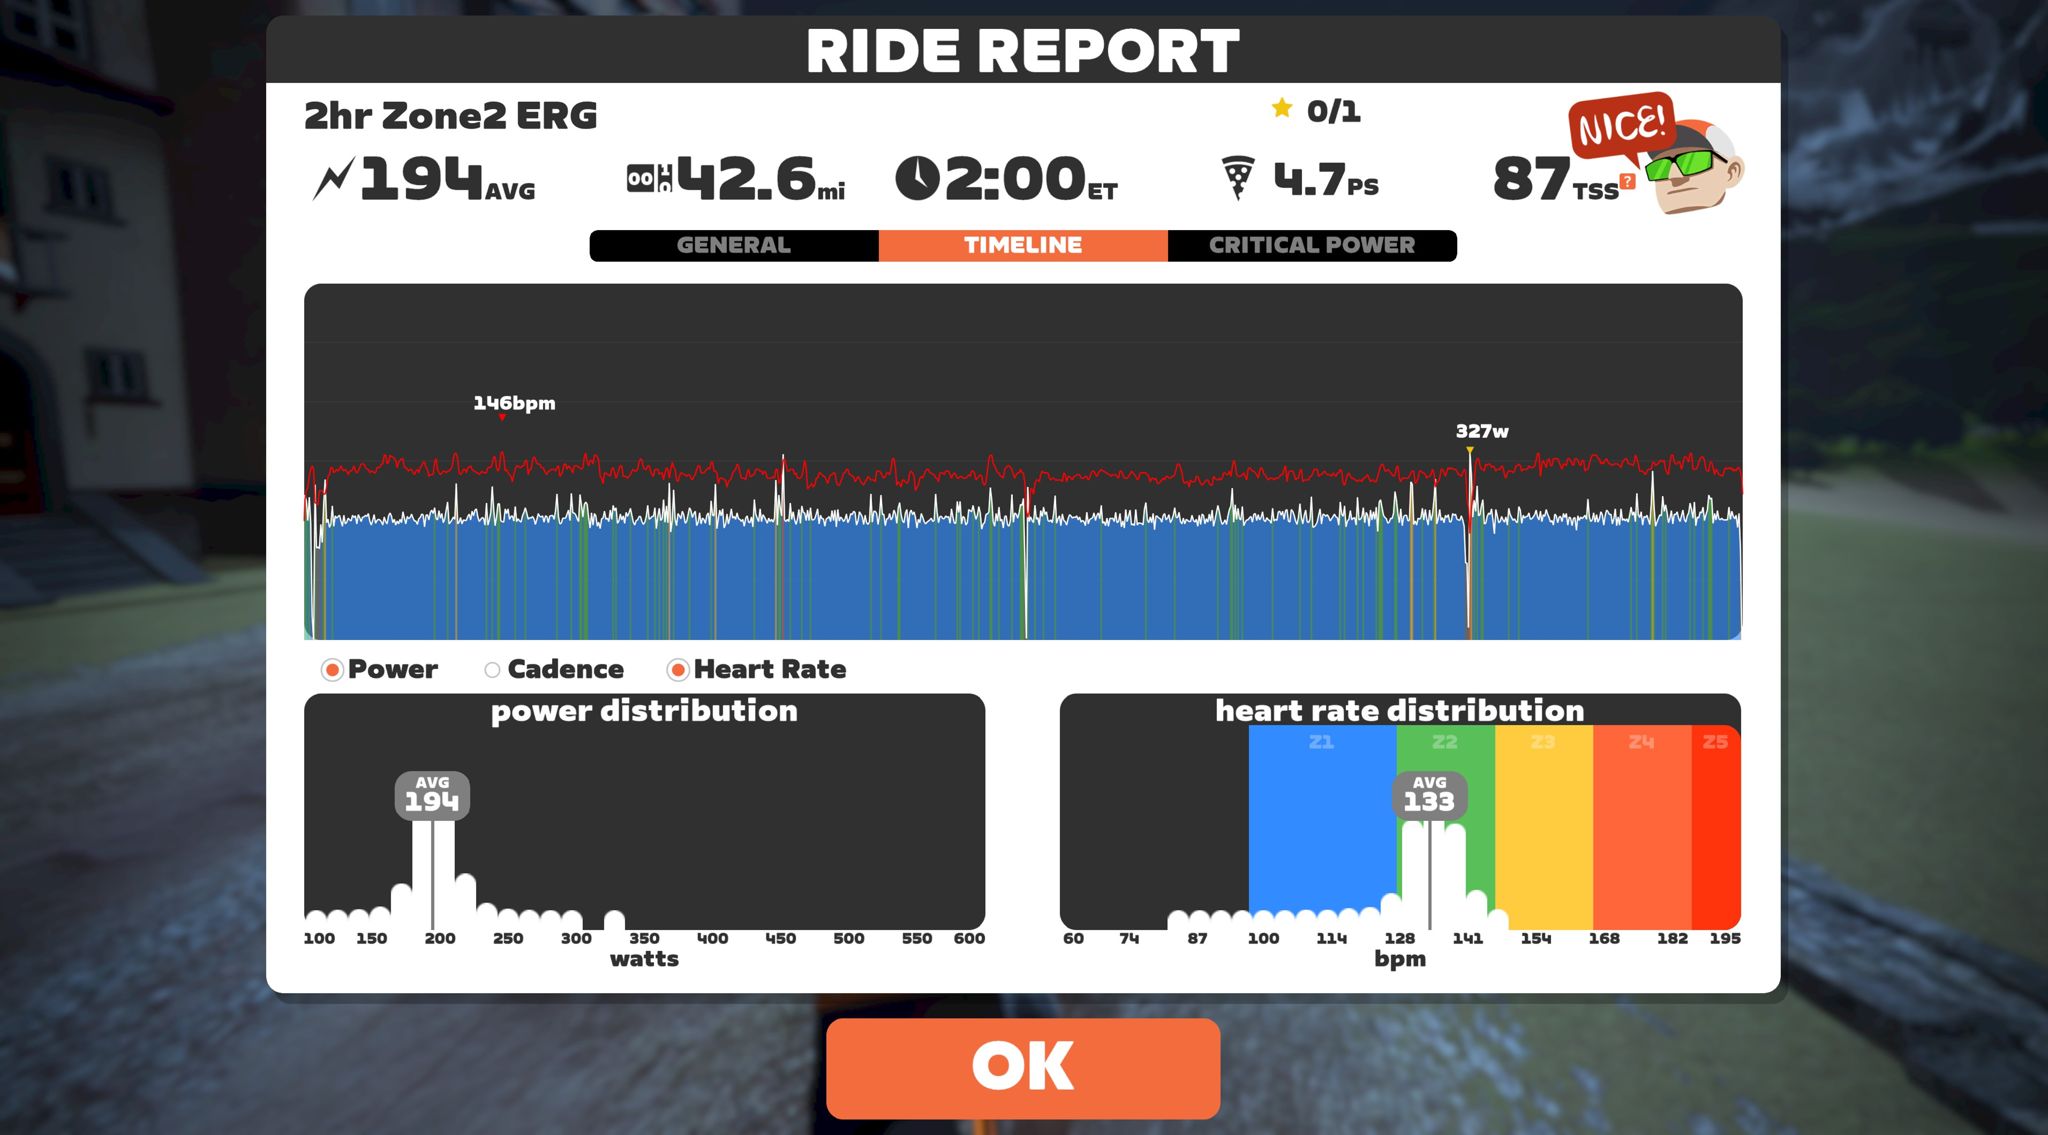 RIDE REPORT
2hr Zone2 ERG
0/1
NICE!
194AVG
42.6mi
2:00ET
4.7PS
87TSS?
GENERAL
TIMELINE
CRITICAL POWER
146bpm
327w
Power
Cadence
Heart Rate
power distribution
AVG
194
100 150 200 250 300 350 400 450 500 550 600
watts
heart rate distribution
Z1 Z2 Z3 Z4 Z5
AVG
133
60 74 87 100 114 128 141 154 168 182 195
bpm
OK